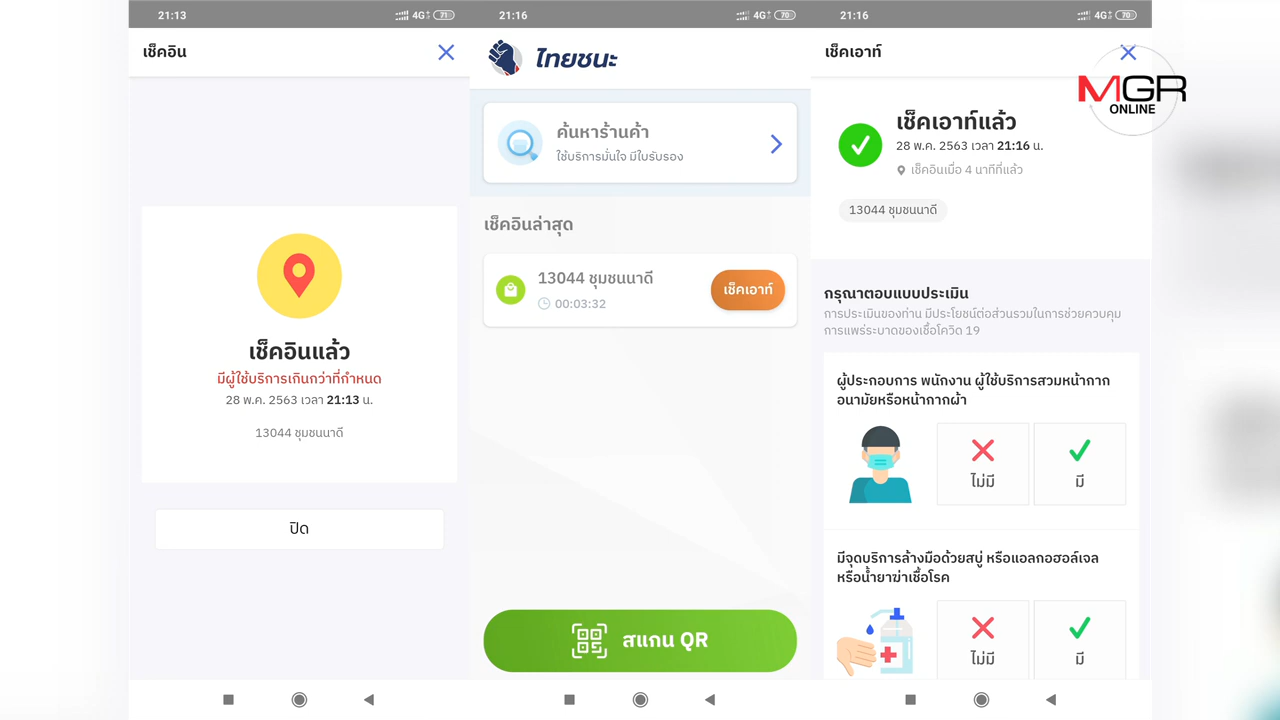 21:13
4G+ 71
เช็คอิน
เช็คอินแล้ว
มีผู้ใช้บริการเกินกว่าที่กำหนด
28 พ.ค. 2563 เวลา 21:13 น.
13044 ชุมชนนาดี
ปิด
21:16
4G+ 70
ไทยชนะ
ค้นหาร้านค้า
ใช้บริการมั่นใจ มีใบรับรอง
เช็คอินล่าสุด
13044 ชุมชนนาดี
00:03:32
เช็คเอาท์
สแกน QR
21:16
4G+ 70
เช็คเอาท์
MGR
ONLINE
เช็คเอาท์แล้ว
28 พ.ค. 2563 เวลา 21:16 น.
เช็คอินเมื่อ 4 นาทีที่แล้ว
13044 ชุมชนนาดี
กรุณาตอบแบบประเมิน
การประเมินของท่าน มีประโยชน์ต่อส่วนรวมในการช่วยควบคุม
การแพร่ระบาดของเชื้อโควิด 19
ผู้ประกอบการ พนักงาน ผู้ใช้บริการสวมหน้ากาก
อนามัยหรือหน้ากากผ้า
ไม่มี
มี
มีจุดบริการล้างมือด้วยสบู่ หรือแอลกอฮอล์เจล
หรือน้ำยาฆ่าเชื้อโรค
ไม่มี
มี